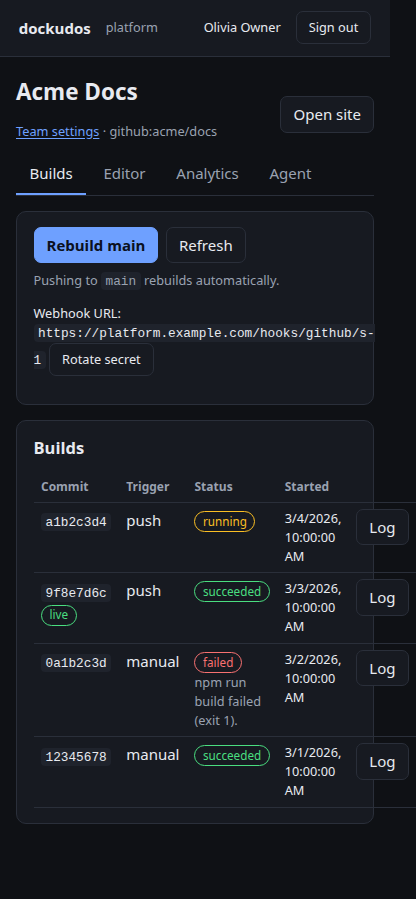 dockudos platform Olivia Owner Sign out
Acme Docs
Open site
Team settings · github:acme/docs
Builds Editor Analytics Agent
Rebuild main Refresh
Pushing to main rebuilds automatically.
Webhook URL:
https://platform.example.com/hooks/github/s-
1 Rotate secret
Builds
Commit Trigger Status Started
a1b2c3d4 push running 3/4/2026, 10:00:00 AM Log
9f8e7d6c live push succeeded 3/3/2026, 10:00:00 AM Log
0a1b2c3d manual failed npm run build failed (exit 1). 3/2/2026, 10:00:00 AM Log
12345678 manual succeeded 3/1/2026, 10:00:00 AM Log